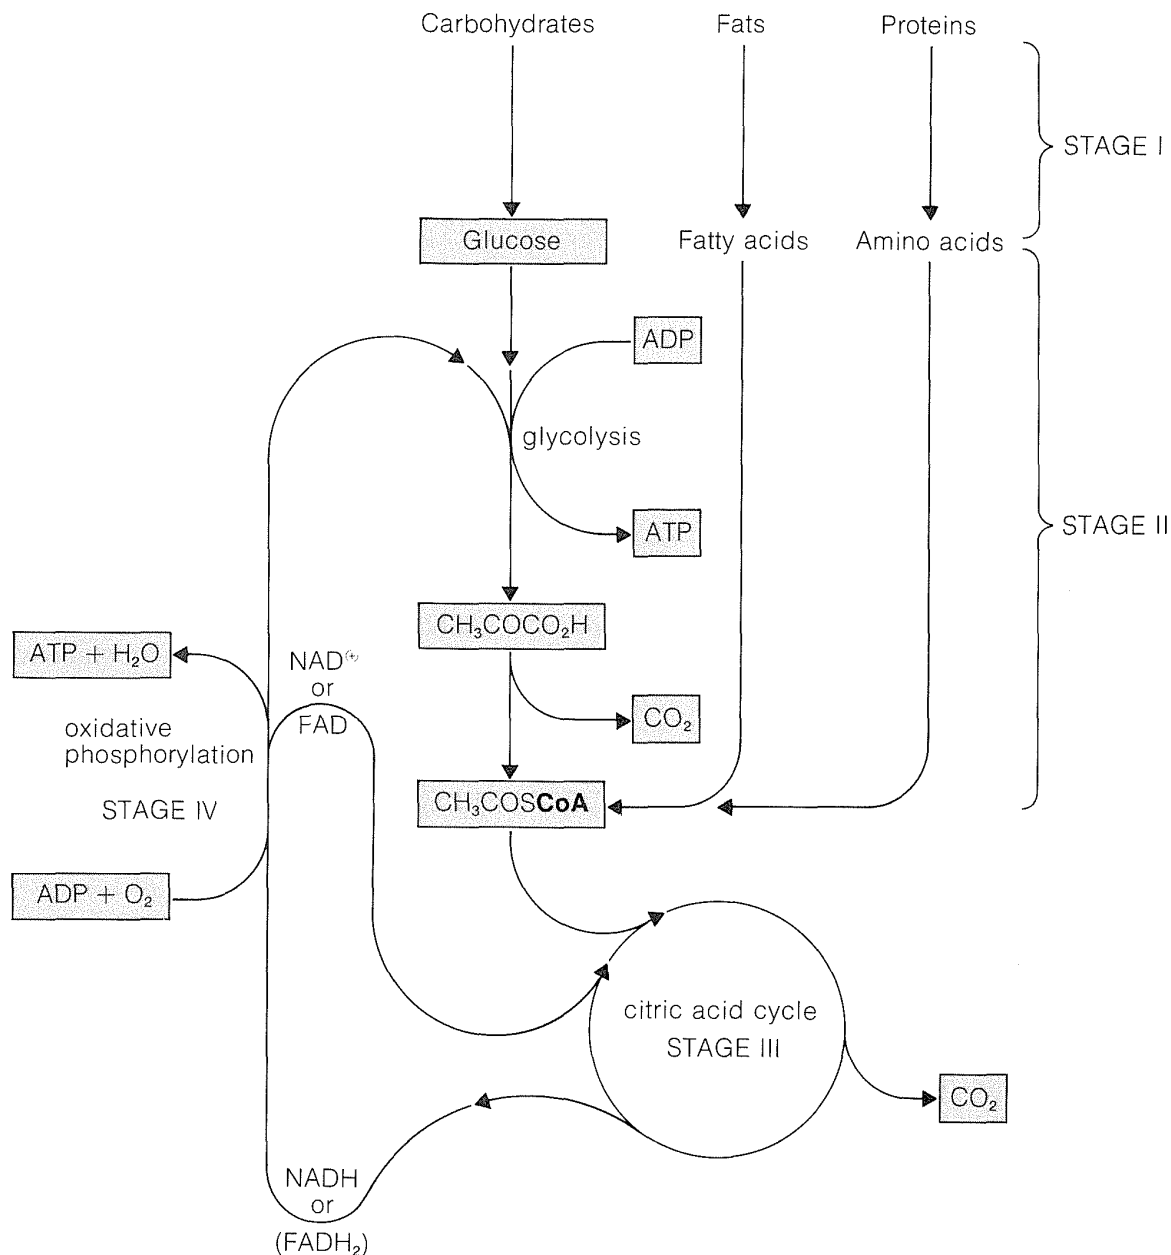 Carbohydrates Fats Proteins
STAGE I
Glucose Fatty acids Amino acids
ADP
glycolysis
ATP
STAGE II
CH₃COCO₂H
ATP + H₂O
NAD⁽⁺⁾
or
FAD
CO₂
oxidative
phosphorylation
STAGE IV
CH₃COSCoA
ADP + O₂
citric acid cycle
STAGE III
CO₂
NADH
or
(FADH₂)